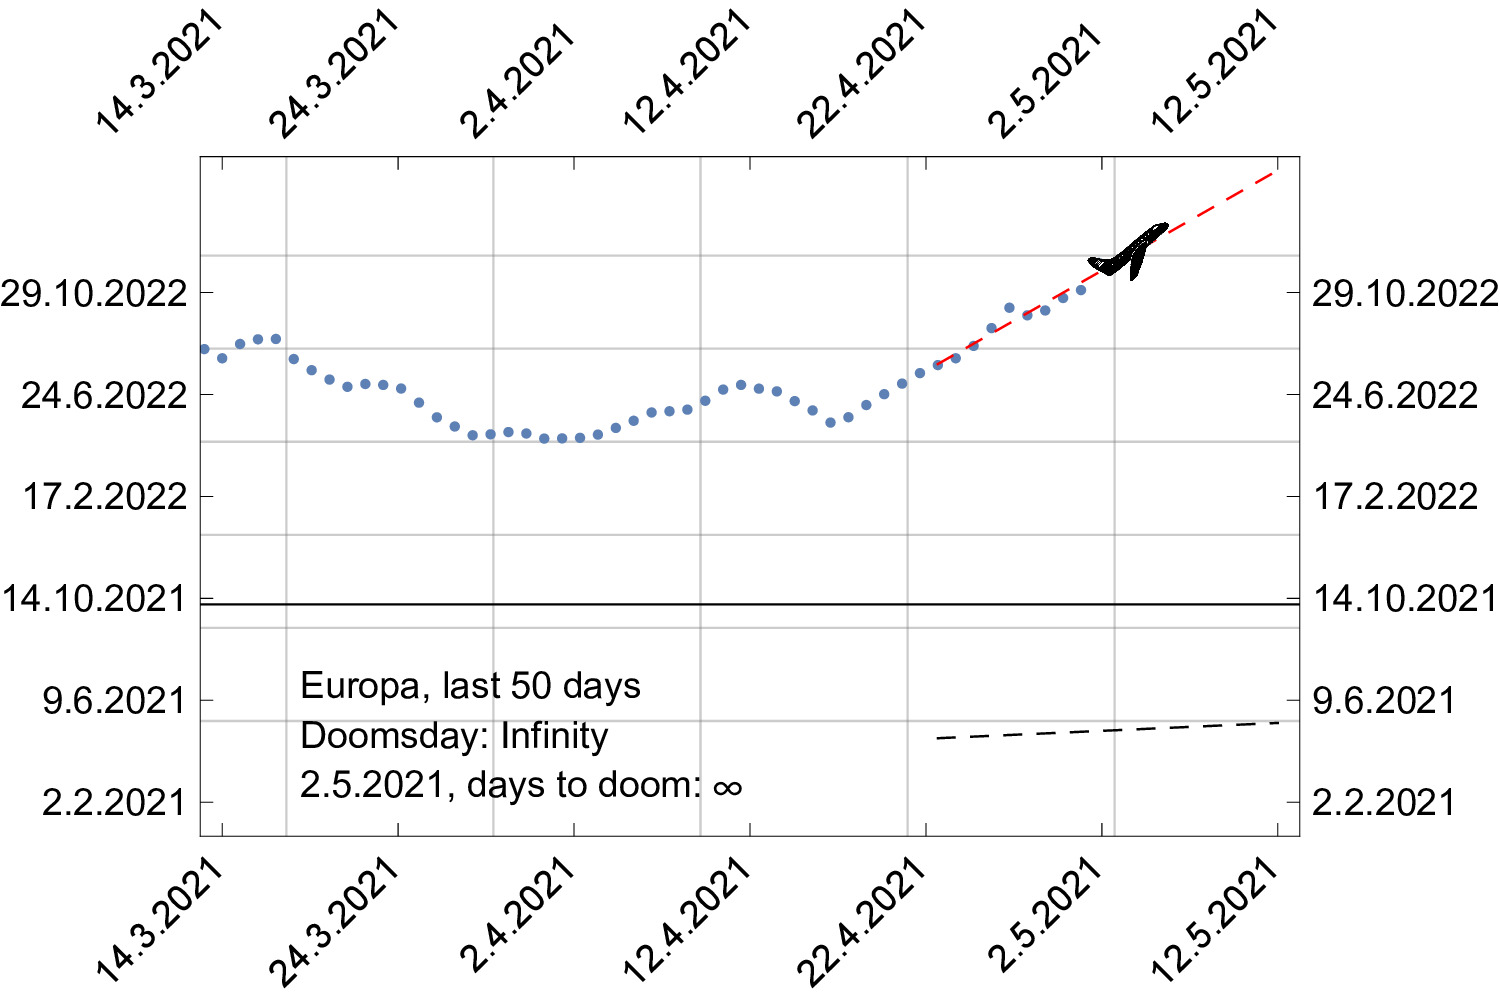 14.3.2021 24.3.2021 2.4.2021 12.4.2021 22.4.2021 2.5.2021 12.5.2021
29.10.2022 29.10.2022
24.6.2022 24.6.2022
17.2.2022 17.2.2022
14.10.2021 14.10.2021
Europa, last 50 days
9.6.2021 9.6.2021
Doomsday: Infinity
2.5.2021, days to doom: ∞
2.2.2021 2.2.2021
14.3.2021 24.3.2021 2.4.2021 12.4.2021 22.4.2021 2.5.2021 12.5.2021